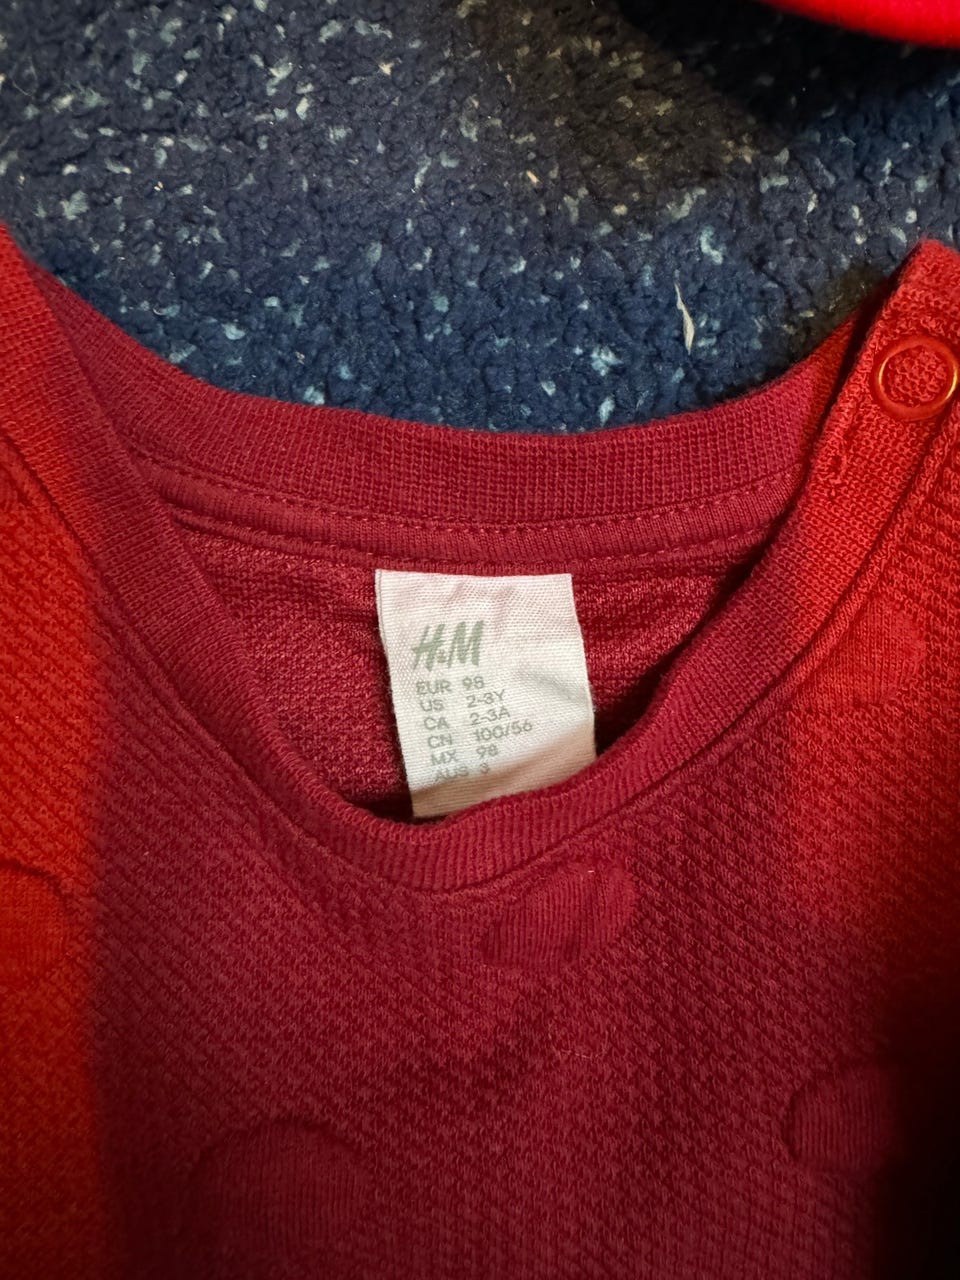 H&M
EUR 98
US 2-3Y
CA 2-3A
CN 100/56
MX 98
AUS 3